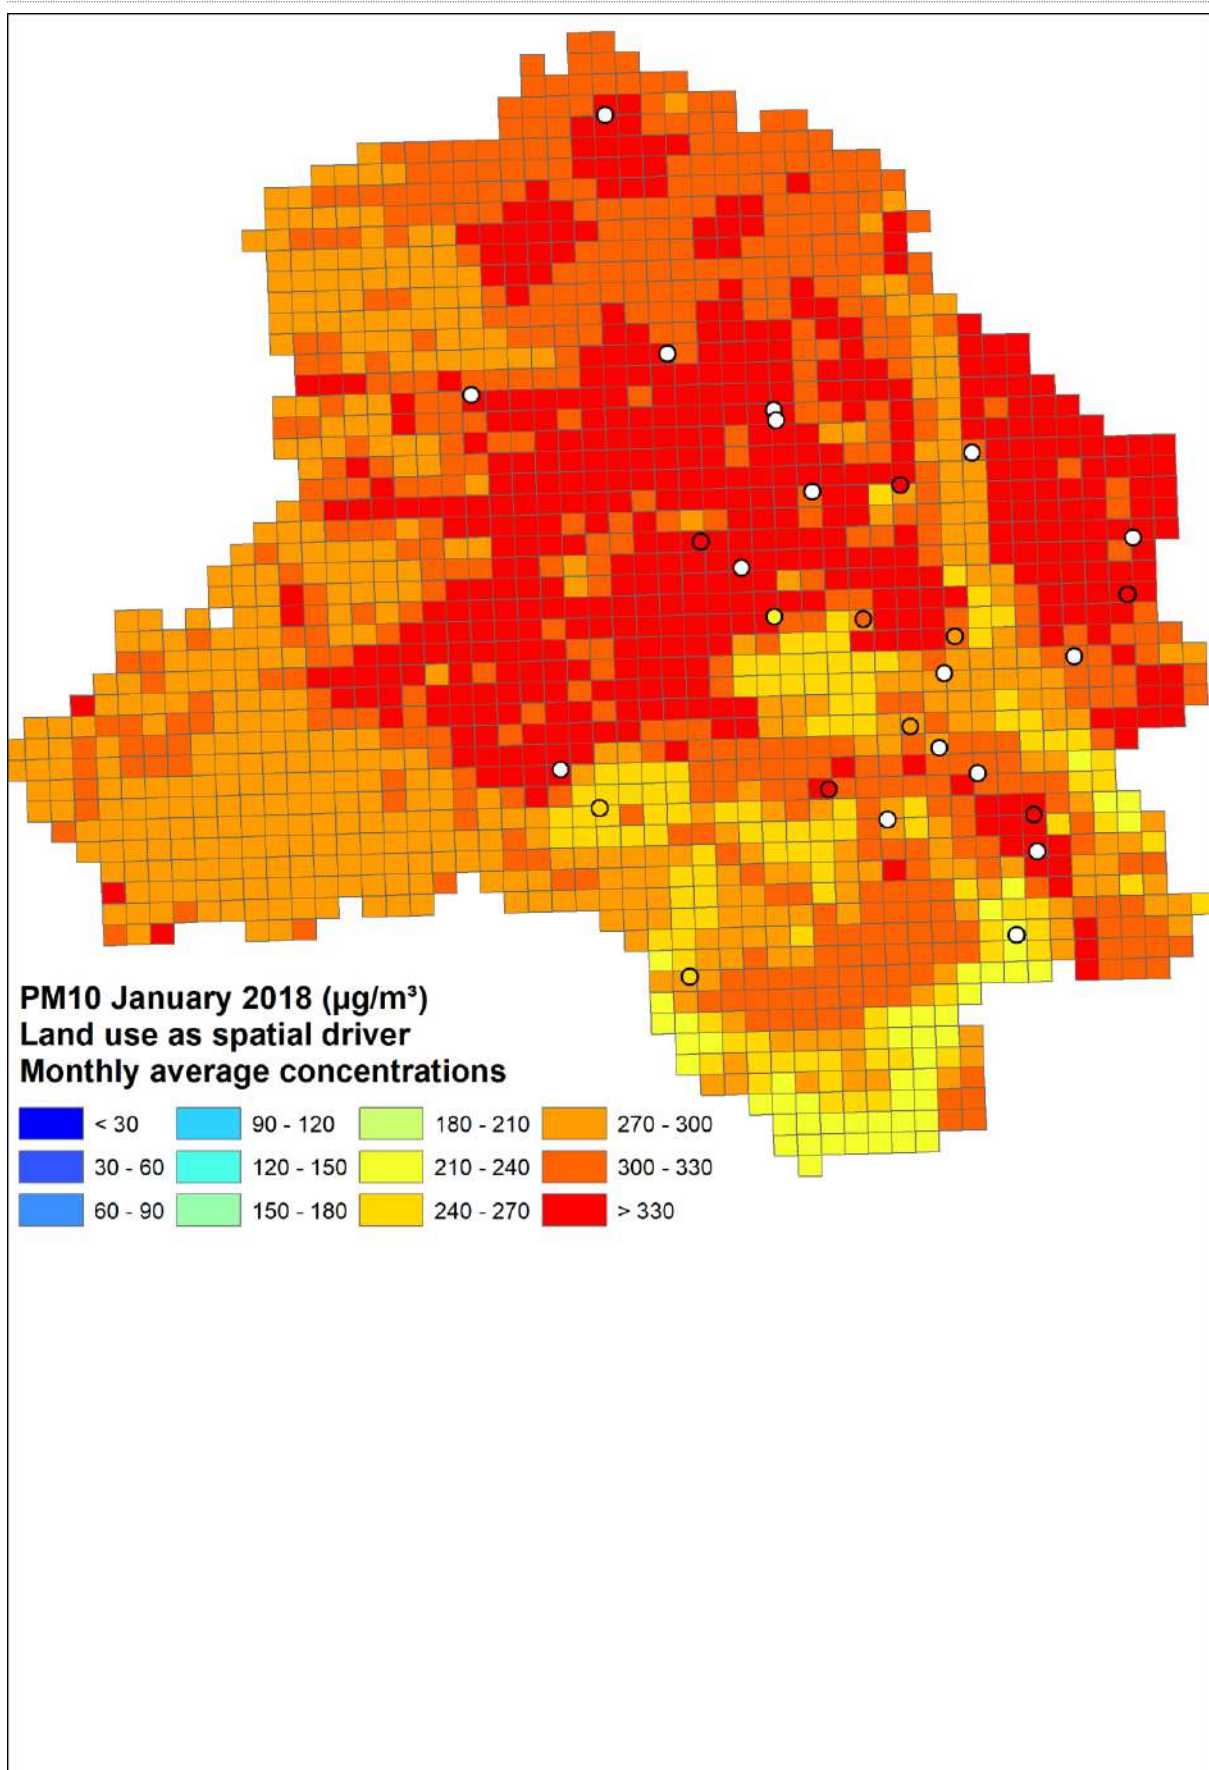 PM10 January 2018 (µg/m³)
Land use as spatial driver
Monthly average concentrations
< 30 90 - 120 180 - 210 270 - 300
30 - 60 120 - 150 210 - 240 300 - 330
60 - 90 150 - 180 240 - 270 > 330